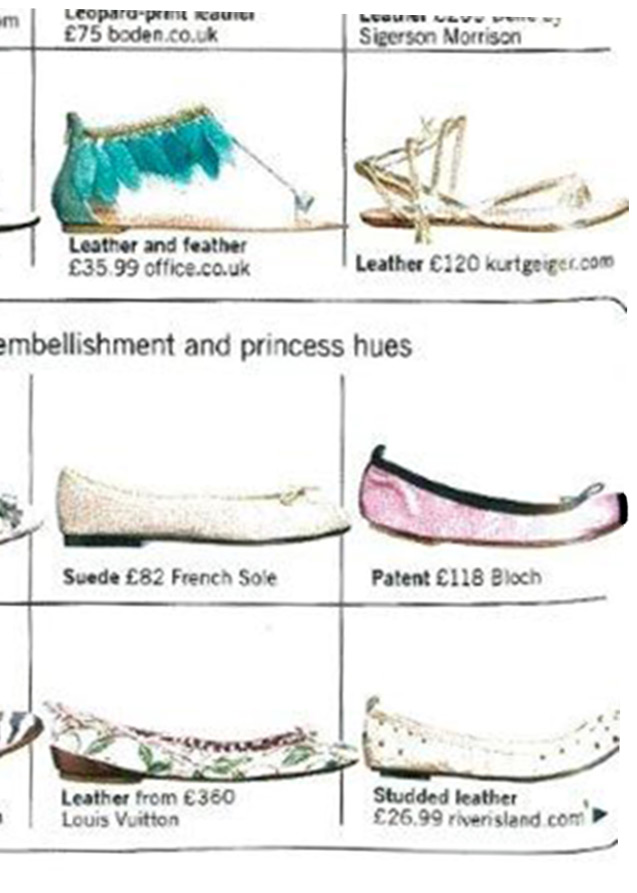 om
Leopard-print leather
£75 boden.co.uk
Leather
Sigerson Morrison
Leather and feather
£35.99 office.co.uk
Leather £120 kurtgeiger.com
embellishment and princess hues
Suede £82 French Sole
Patent £118 Bloch
Leather from £360
Louis Vuitton
Studded leather
£26.99 riverisland.com